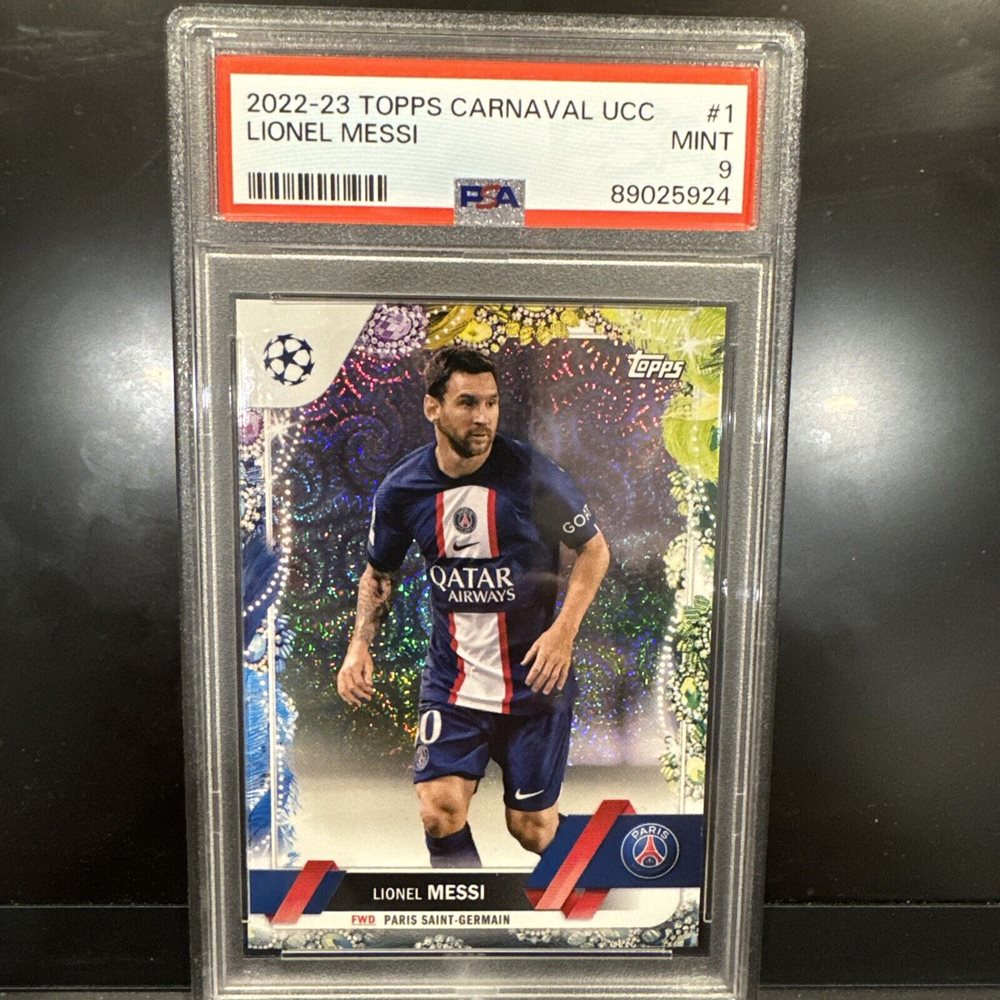 2022-23 TOPPS CARNAVAL UCC #1
LIONEL MESSI MINT
9
PSA 89025924
topps
GOAT
QATAR
AIRWAYS
PARIS
LIONEL MESSI
FWD PARIS SAINT-GERMAIN